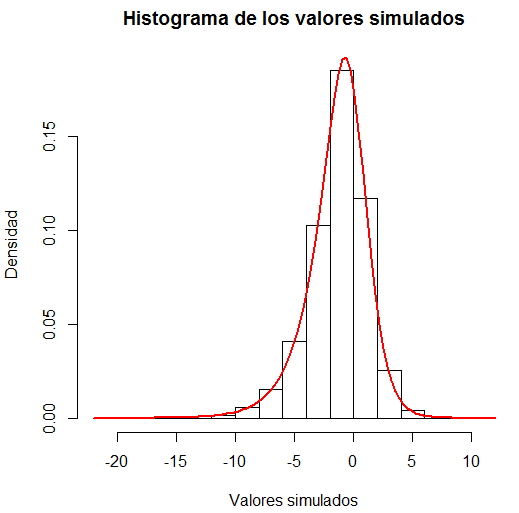 Histograma de los valores simulados
Densidad
0.15
0.10
0.05
0.00
-20 -15 -10 -5 0 5 10
Valores simulados